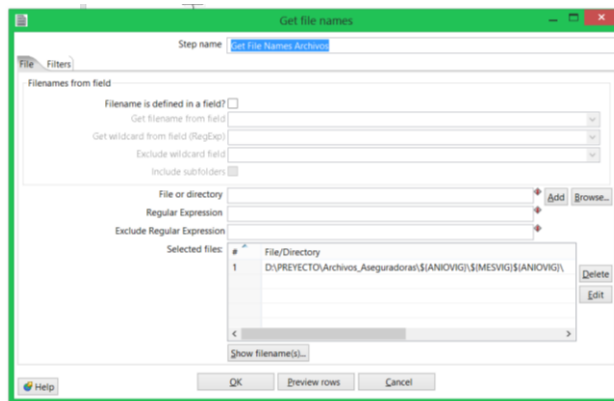 Get file names
Step name Get File Names Archivos
File Filters
Filenames from field
Filename is defined in a field?
Get filename from field
Get wildcard from field (RegExp)
Exclude wildcard field
Include subfolders
File or directory Add Browse...
Regular Expression
Exclude Regular Expression
Selected files: # File/Directory
1 D:\PREYECTO\Archivos_Aseguradoras\${ANIOVIG}\${MESVIG}${ANIOVIG}\
Delete
Edit
Show filename(s)...
Help OK Preview rows Cancel